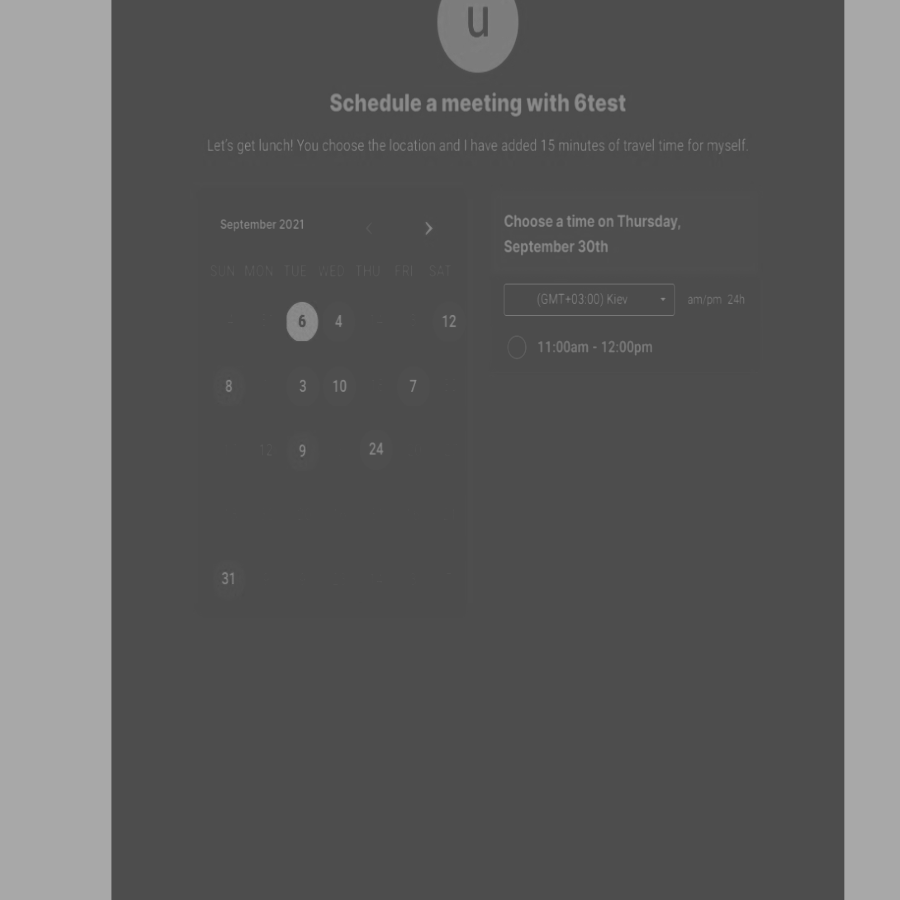 u
Schedule a meeting with 6test
Let's get lunch! You choose the location and I have added 15 minutes of travel time for myself.
September 2021
SUN MON TUE WED THU FRI SAT
6 4 12
8 3 10 7
12 9 24
31
Choose a time on Thursday,
September 30th
(GMT+03:00) Kiev am/pm 24h
11:00am - 12:00pm